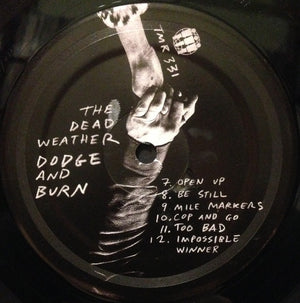 TMR 331
THE
DEAD
WEATHER
DODGE
AND
BURN
7. OPEN UP
8. BE STILL
9 MILE MARKERS
10. COP AND GO
11. TOO BAD
12. IMPOSSIBLE
WINNER